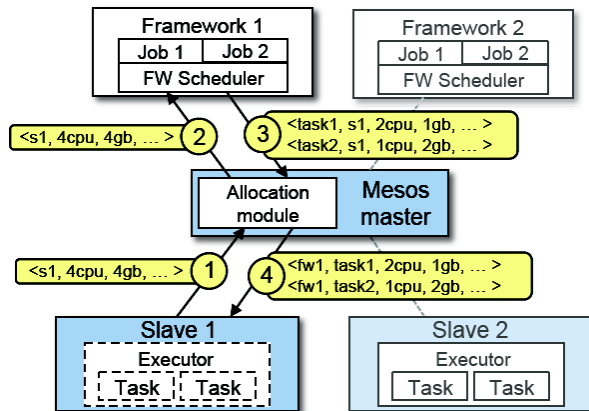 Framework 1
Job 1 Job 2
FW Scheduler
Framework 2
Job 1 Job 2
FW Scheduler
<s1, 4cpu, 4gb, … >
2
3
<task1, s1, 2cpu, 1gb, … >
<task2, s1, 1cpu, 2gb, … >
Allocation
module
Mesos
master
<s1, 4cpu, 4gb, … >
1
4
<fw1, task1, 2cpu, 1gb, … >
<fw1, task2, 1cpu, 2gb, … >
Slave 1
Executor
Task Task
Slave 2
Executor
Task Task